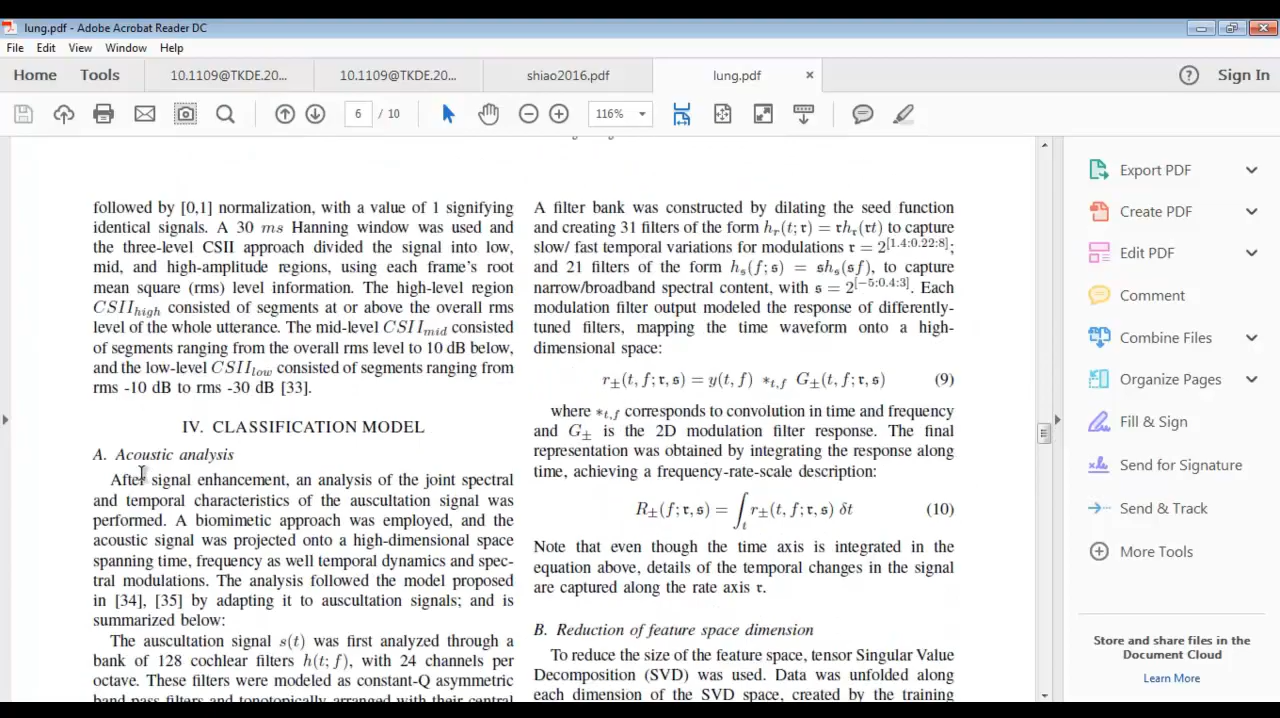 lung.pdf - Adobe Acrobat Reader DC
File Edit View Window Help
Home Tools 10.1109@TKDE.20... 10.1109@TKDE.20... shiao2016.pdf lung.pdf × Sign In
6 / 10 116%
followed by [0,1] normalization, with a value of 1 signifying
identical signals. A 30 ms Hanning window was used and
the three-level CSII approach divided the signal into low,
mid, and high-amplitude regions, using each frame's root
mean square (rms) level information. The high-level region
CSII_high consisted of segments at or above the overall rms
level of the whole utterance. The mid-level CSII_mid consisted
of segments ranging from the overall rms level to 10 dB below,
and the low-level CSII_low consisted of segments ranging from
rms -10 dB to rms -30 dB [33].
IV. CLASSIFICATION MODEL
A. Acoustic analysis
After signal enhancement, an analysis of the joint spectral
and temporal characteristics of the auscultation signal was
performed. A biomimetic approach was employed, and the
acoustic signal was projected onto a high-dimensional space
spanning time, frequency as well temporal dynamics and spec-
tral modulations. The analysis followed the model proposed
in [34], [35] by adapting it to auscultation signals; and is
summarized below:
The auscultation signal s(t) was first analyzed through a
bank of 128 cochlear filters h(t; f), with 24 channels per
octave. These filters were modeled as constant-Q asymmetric
band pass filters and tonotopically arranged with their central
A filter bank was constructed by dilating the seed function
and creating 31 filters of the form h_r(t; 𝔯) = 𝔯h_r(𝔯t) to capture
slow/ fast temporal variations for modulations 𝔯 = 2^[1.4:0.22:8];
and 21 filters of the form h_s(f; 𝔰) = 𝔰h_s(𝔰f), to capture
narrow/broadband spectral content, with 𝔰 = 2^[−5:0.4:3]. Each
modulation filter output modeled the response of differently-
tuned filters, mapping the time waveform onto a high-
dimensional space:
r±(t, f; 𝔯, 𝔰) = y(t, f) *_t,f G±(t, f; 𝔯, 𝔰) (9)
where *_t,f corresponds to convolution in time and frequency
and G± is the 2D modulation filter response. The final
representation was obtained by integrating the response along
time, achieving a frequency-rate-scale description:
R±(f; 𝔯, 𝔰) = ∫_t r±(t, f; 𝔯, 𝔰) δt (10)
Note that even though the time axis is integrated in the
equation above, details of the temporal changes in the signal
are captured along the rate axis 𝔯.
B. Reduction of feature space dimension
To reduce the size of the feature space, tensor Singular Value
Decomposition (SVD) was used. Data was unfolded along
each dimension of the SVD space, created by the training
Export PDF
Create PDF
Edit PDF
Comment
Combine Files
Organize Pages
Fill & Sign
Send for Signature
Send & Track
More Tools
Store and share files in the
Document Cloud
Learn More